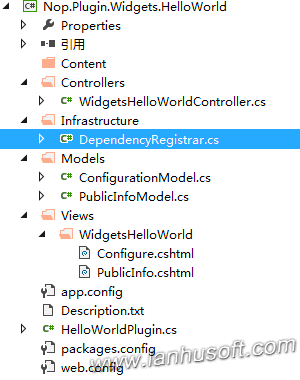 Nop.Plugin.Widgets.HelloWorld
Properties
引用
Content
Controllers
WidgetsHelloWorldController.cs
Infrastructure
DependencyRegistrar.cs
Models
ConfigurationModel.cs
PublicInfoModel.cs
Views
WidgetsHelloWorld
Configure.cshtml
PublicInfo.cshtml
app.config
Description.txt
HelloWorldPlugin.cs
packages.config
web.config
www.lanhusoft.com